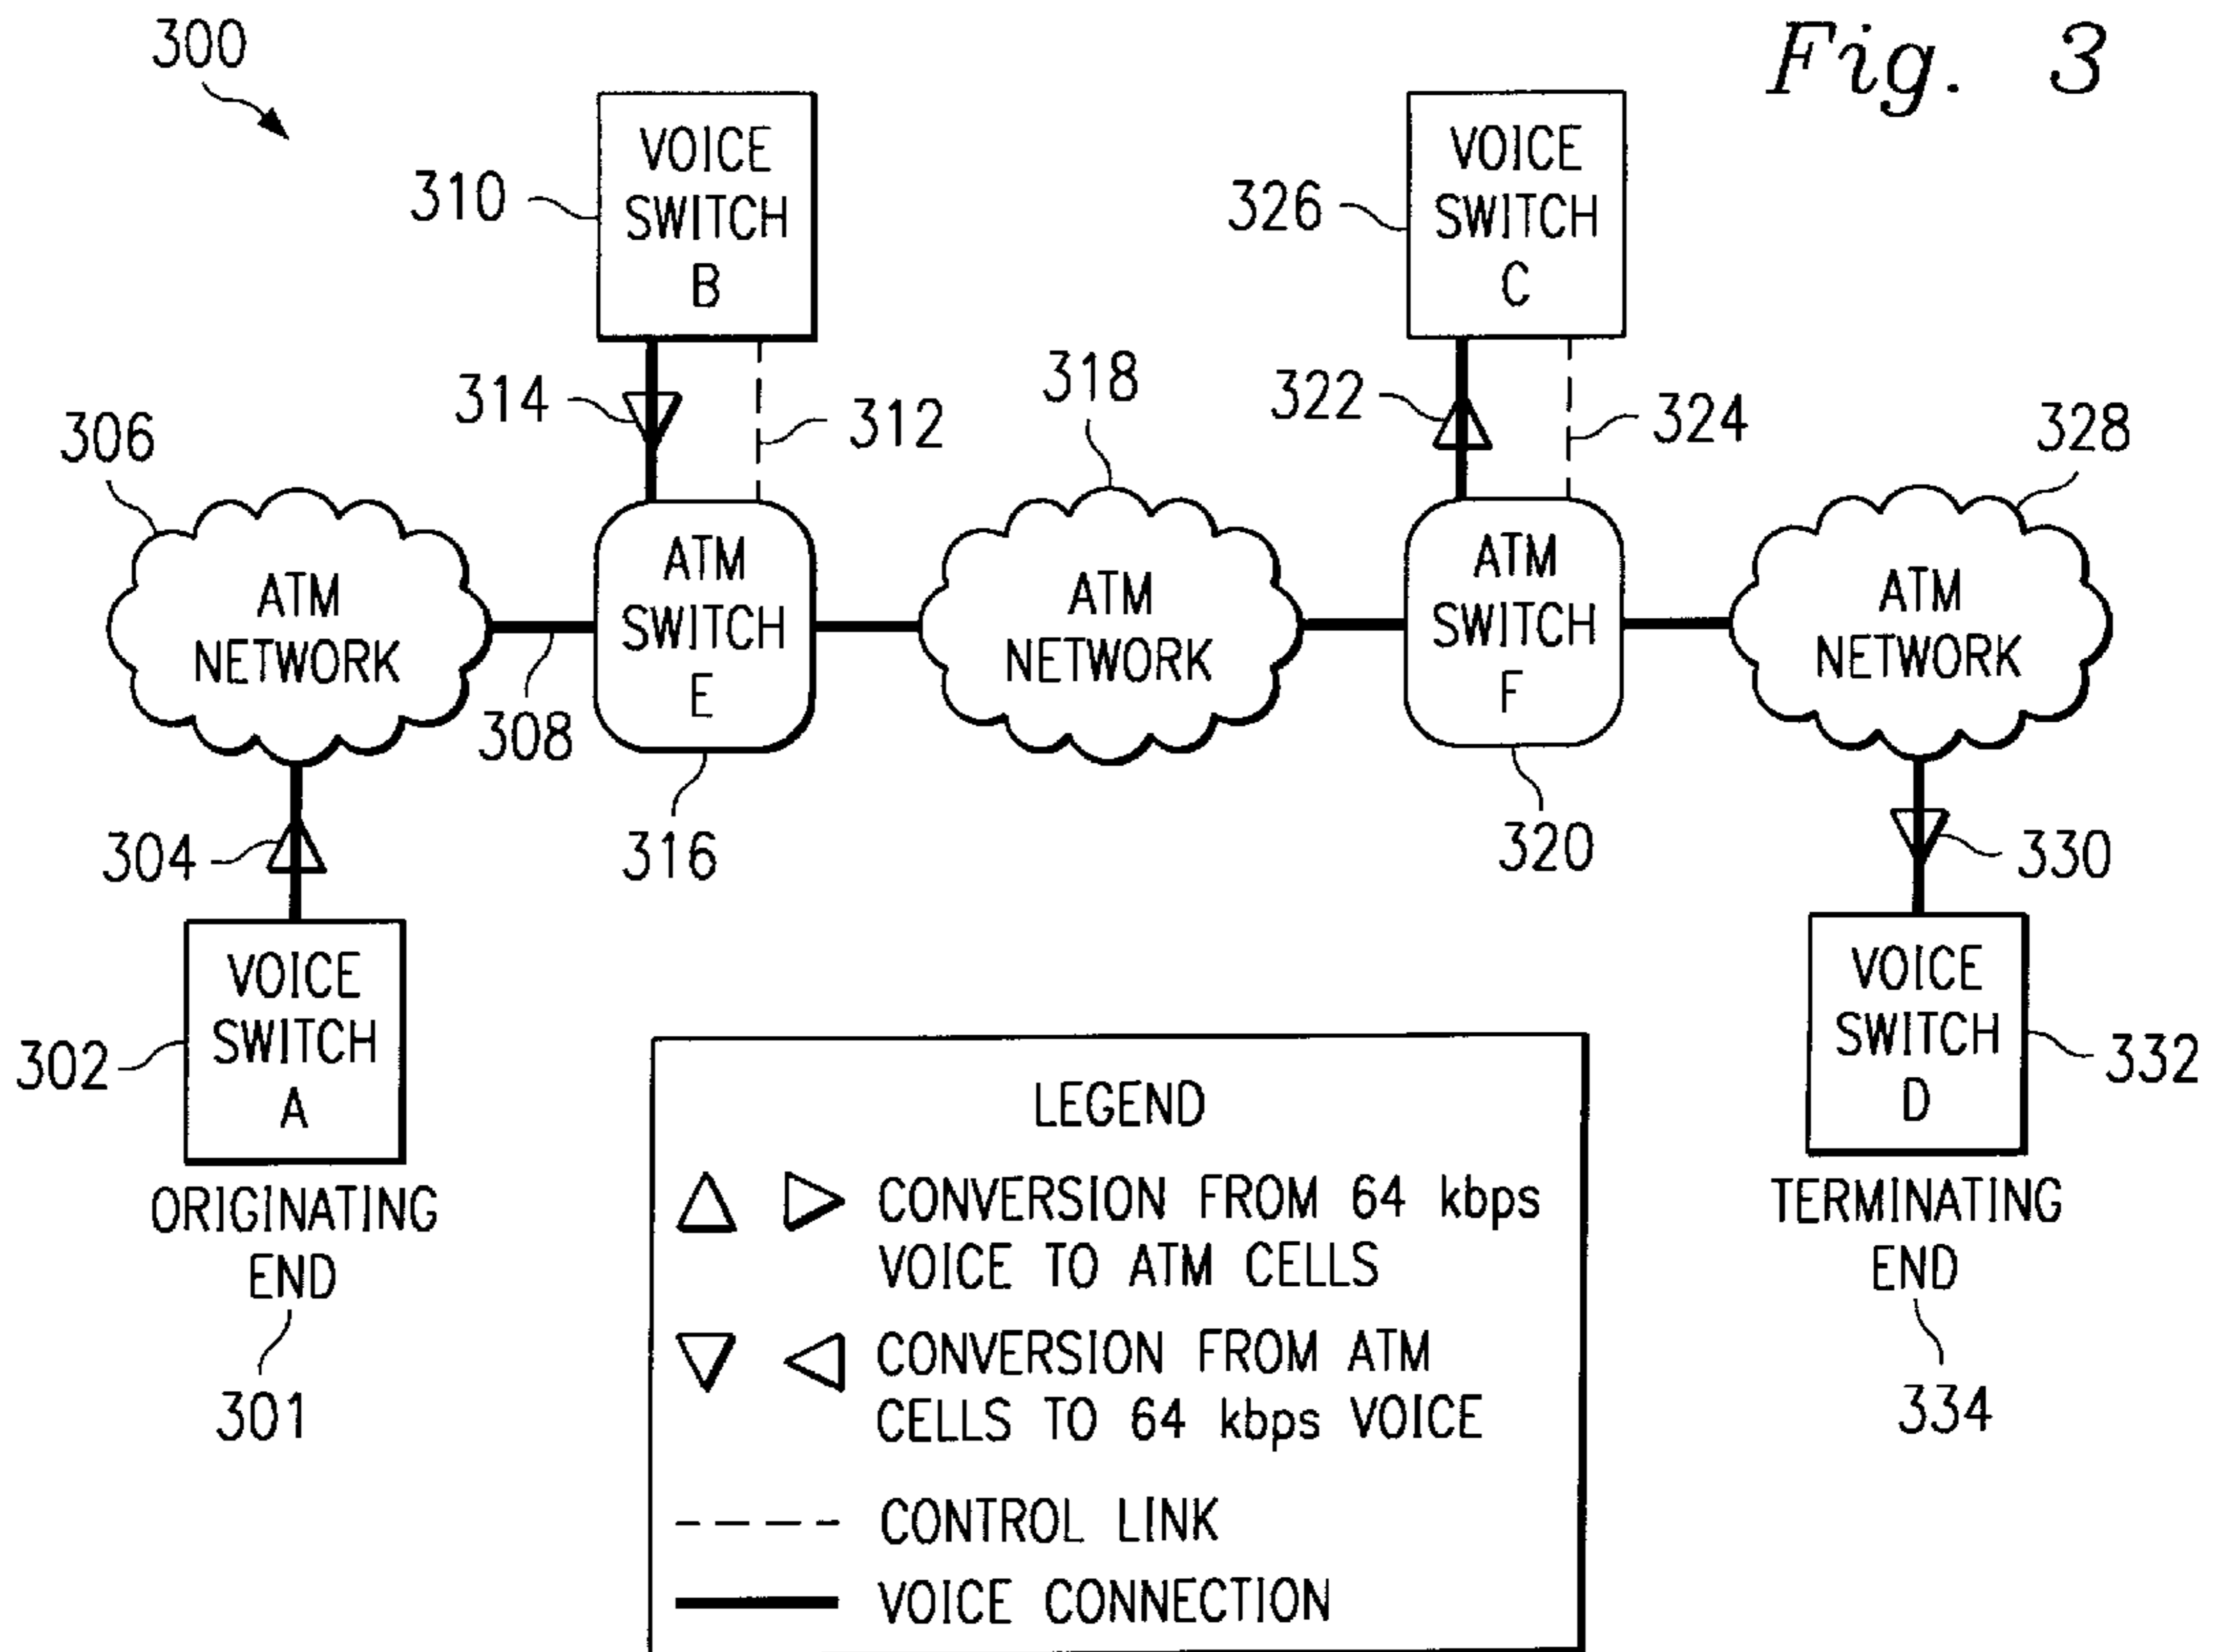 Fig. 3
300
VOICE
SWITCH
B
310
VOICE
SWITCH
C
326
314
312
318
322
324
306
328
ATM
NETWORK
308
ATM
SWITCH
E
316
ATM
NETWORK
ATM
SWITCH
F
320
ATM
NETWORK
304
330
VOICE
SWITCH
A
302
ORIGINATING
END
301
VOICE
SWITCH
D
332
TERMINATING
END
334
LEGEND
CONVERSION FROM 64 kbps
VOICE TO ATM CELLS
CONVERSION FROM ATM
CELLS TO 64 kbps VOICE
CONTROL LINK
VOICE CONNECTION